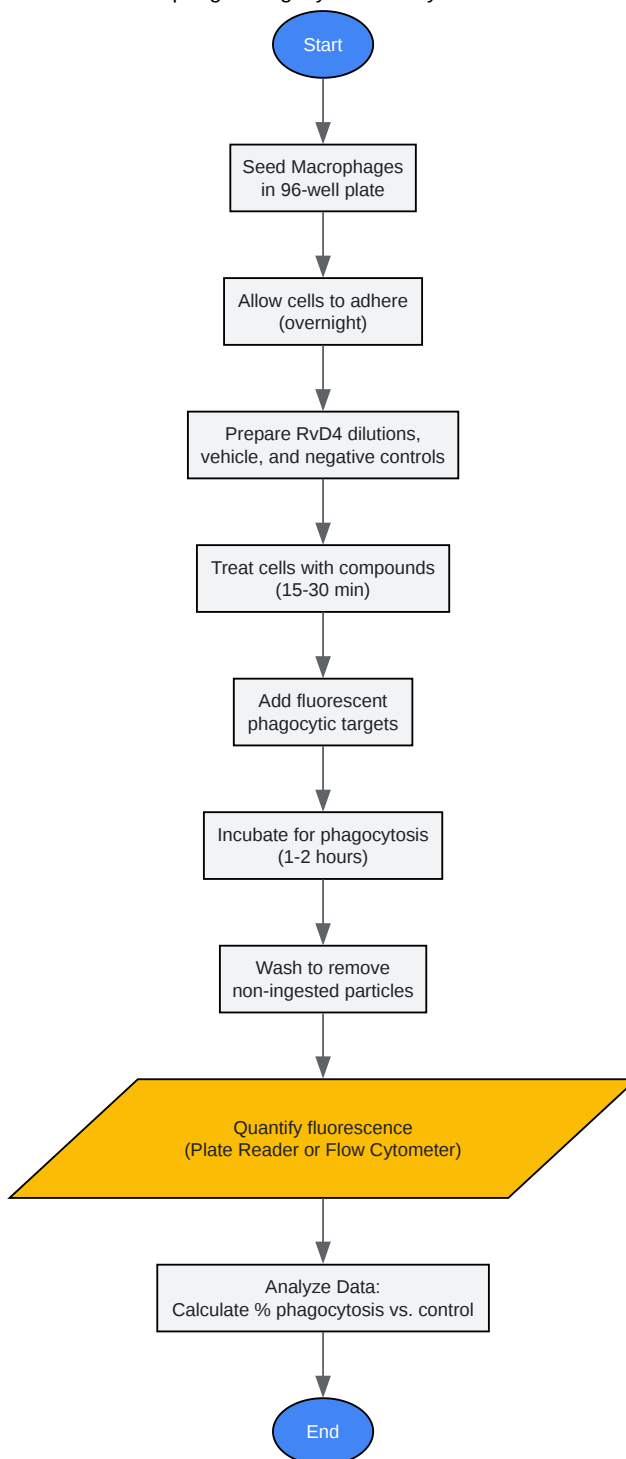 Start
Seed Macrophages
in 96-well plate
Allow cells to adhere
(overnight)
Prepare RvD4 dilutions,
vehicle, and negative controls
Treat cells with compounds
(15-30 min)
Add fluorescent
phagocytic targets
Incubate for phagocytosis
(1-2 hours)
Wash to remove
non-ingested particles
Quantify fluorescence
(Plate Reader or Flow Cytometer)
Analyze Data:
Calculate % phagocytosis vs. control
End